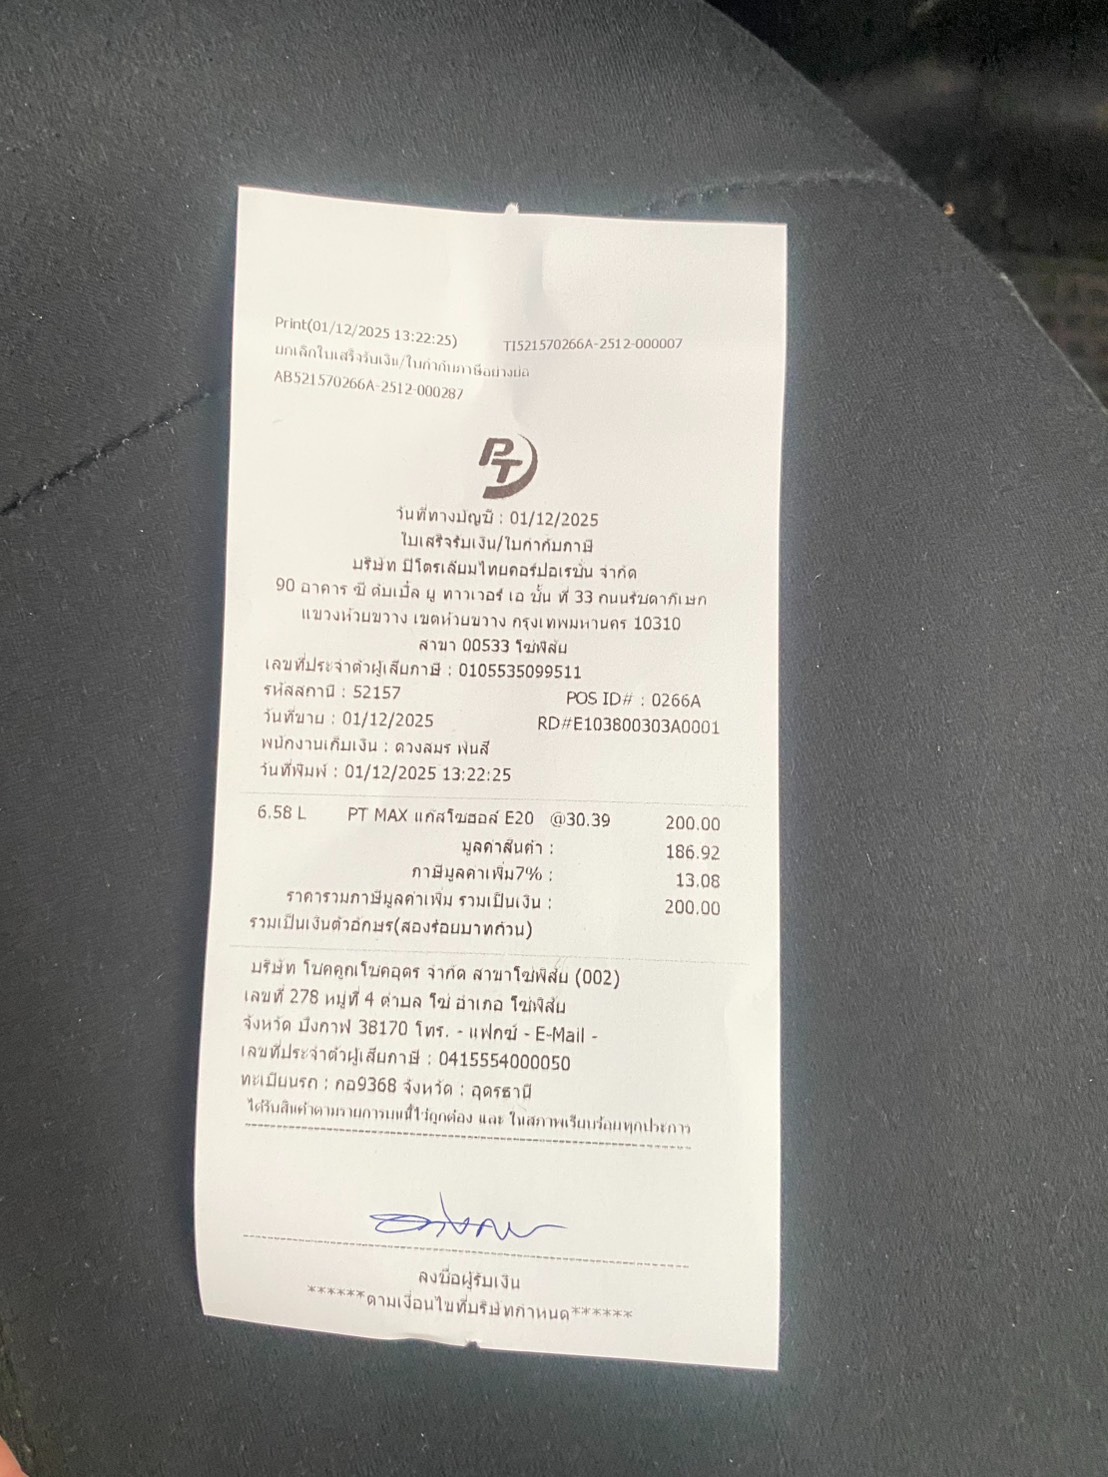 Print(01/12/2025 13:22:25) TI521570266A-2512-000007
ยกเลิกใบเสร็จรับเงิน/ใบกำกับภาษีอย่างย่อ
AB521570266A-2512-000287
PT
วันที่ทางบัญชี : 01/12/2025
ใบเสร็จรับเงิน/ใบกำกับภาษี
บริษัท ปิโตรเลียมไทยคอร์ปอเรชั่น จำกัด
90 อาคาร ซี ดับเบิ้ล ยู ทาวเวอร์ เอ ชั้น ที่ 33 ถนนรัชดาภิเษก
แขวงห้วยขวาง เขตห้วยขวาง กรุงเทพมหานคร 10310
สาขา 00533 โซ่พิสัย
เลขที่ประจำตัวผู้เสียภาษี : 0105535099511
รหัสสถานี : 52157 POS ID# : 0266A
วันที่ขาย : 01/12/2025 RD#E103800303A0001
พนักงานเก็บเงิน : ดวงสมร พันสี
วันที่พิมพ์ : 01/12/2025 13:22:25
6.58 L PT MAX แก๊สโซฮอล์ E20 @30.39 200.00
มูลค่าสินค้า : 186.92
ภาษีมูลค่าเพิ่ม7% : 13.08
ราคารวมภาษีมูลค่าเพิ่ม รวมเป็นเงิน : 200.00
รวมเป็นเงินตัวอักษร(สองร้อยบาทถ้วน)
บริษัท โชคคูณโชคอุดร จำกัด สาขาโซ่พิสัย (002)
เลขที่ 278 หมู่ที่ 4 ตำบล โซ่ อำเภอ โซ่พิสัย
จังหวัด บึงกาฬ 38170 โทร. - แฟกซ์ - E-Mail -
เลขที่ประจำตัวผู้เสียภาษี : 0415554000050
ทะเบียนรถ : กอ9368 จังหวัด : อุดรธานี
ได้รับสินค้าตามรายการบนนี้ไว้ถูกต้อง และ ในสภาพเรียบร้อยทุกประการ
ลงชื่อผู้รับเงิน
******ตามเงื่อนไขที่บริษัทกำหนด******